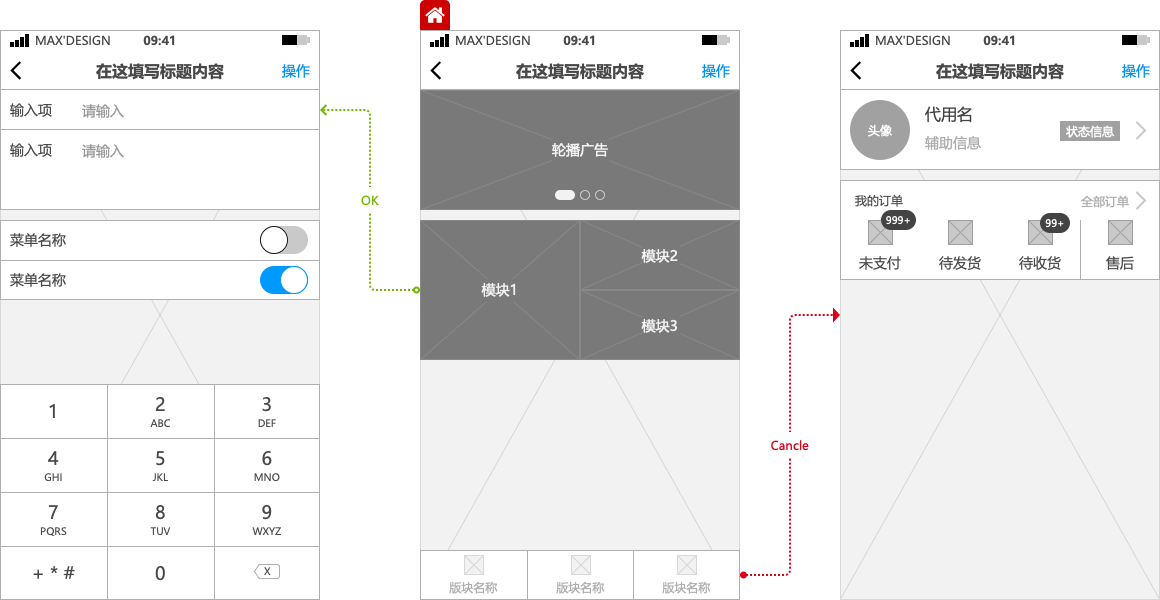 MAX'DESIGN 09:41
在这填写标题内容 操作
输入项 请输入
输入项 请输入
菜单名称
菜单名称
1
2
ABC
3
DEF
4
GHI
5
JKL
6
MNO
7
PQRS
8
TUV
9
WXYZ
+ * #
0
X
OK
MAX'DESIGN 09:41
在这填写标题内容 操作
轮播广告
模块1
模块2
模块3
版块名称 版块名称 版块名称
Cancle
MAX'DESIGN 09:41
在这填写标题内容 操作
头像
代用名
辅助信息
状态信息
我的订单 全部订单
999+
99+
未支付 待发货 待收货 售后